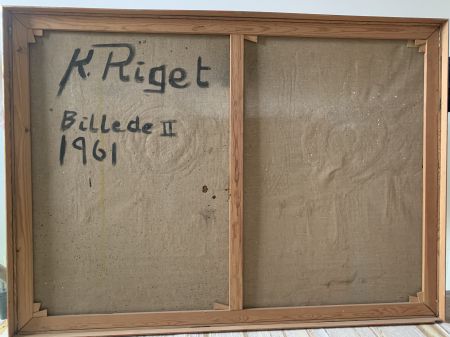 K. Riget
Billede II
1961